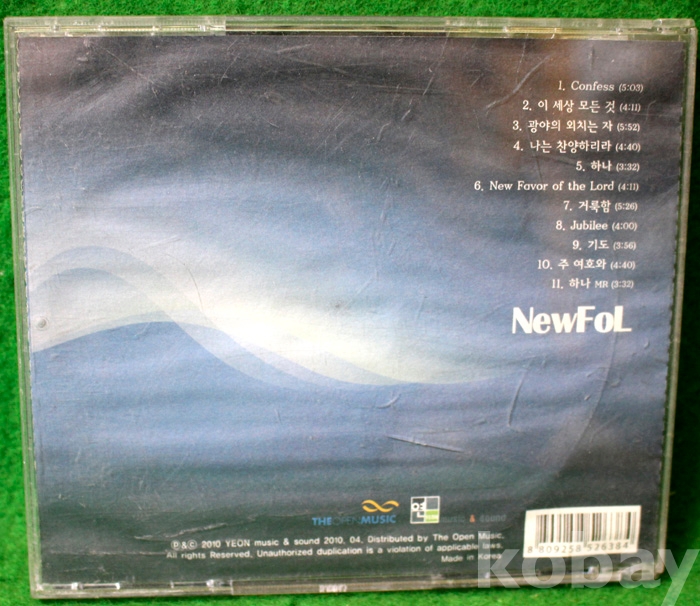 1. Confess (5:03)
2. 이 세상 모든 것 (4:11)
3. 광야의 외치는 자 (5:52)
4. 나는 찬양하리라 (4:40)
5. 하나 (3:32)
6. New Favor of the Lord (4:11)
7. 거룩함 (5:26)
8. Jubilee (4:00)
9. 기도 (3:56)
10. 주 여호와 (4:40)
11. 하나 MR (3:32)
NewFoL
THEOPENMUSIC 연
Ⓟ&ⓒ 2010 YEON music & sound 2010, 04. Distributed by The Open Music.
All rights Reserved. Unauthorized duplication is a violation of applicable laws.
Made in Korea
8 809258
kobay